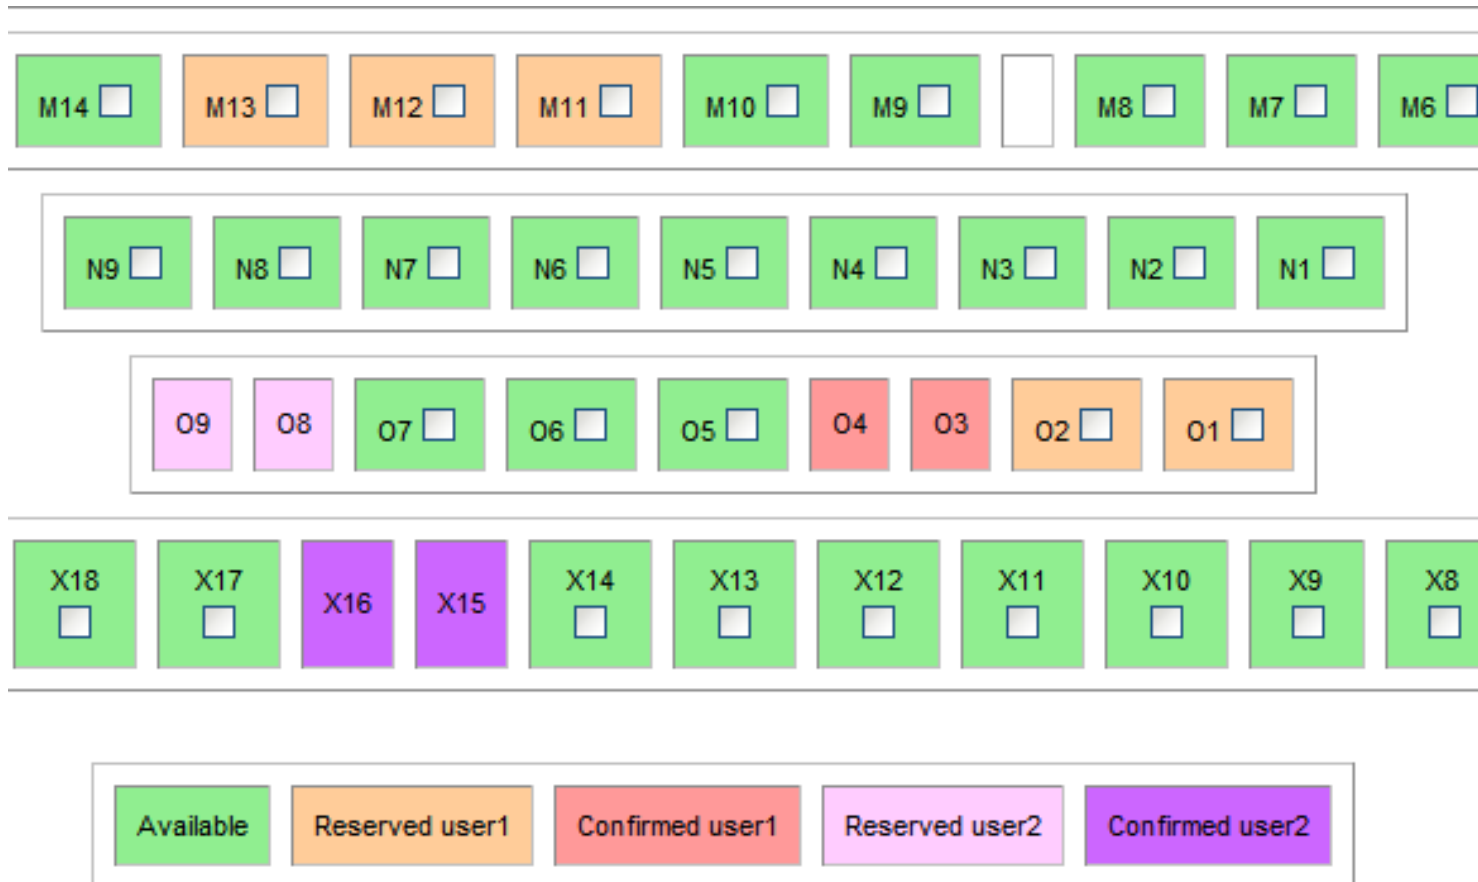 M14 M13 M12 M11 M10 M9 M8 M7 M6
N9 N8 N7 N6 N5 N4 N3 N2 N1
O9 O8 O7 O6 O5 O4 O3 O2 O1
X18 X17 X16 X15 X14 X13 X12 X11 X10 X9 X8
Available Reserved user1 Confirmed user1 Reserved user2 Confirmed user2